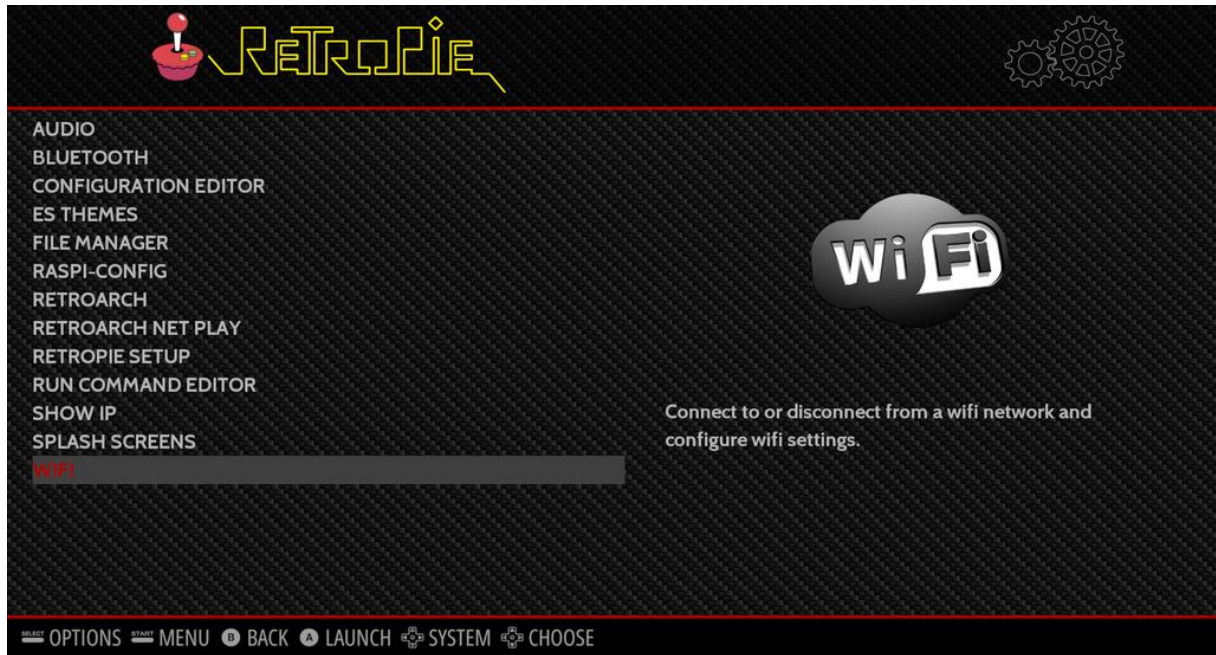 RETROPIE
AUDIO
BLUETOOTH
CONFIGURATION EDITOR
ES THEMES
FILE MANAGER
RASPI-CONFIG
RETROARCH
RETROARCH NET PLAY
RETROPIE SETUP
RUN COMMAND EDITOR
SHOW IP
SPLASH SCREENS
WIFI
Wi Fi
Connect to or disconnect from a wifi network and
configure wifi settings.
SELECT OPTIONS START MENU B BACK A LAUNCH SYSTEM CHOOSE